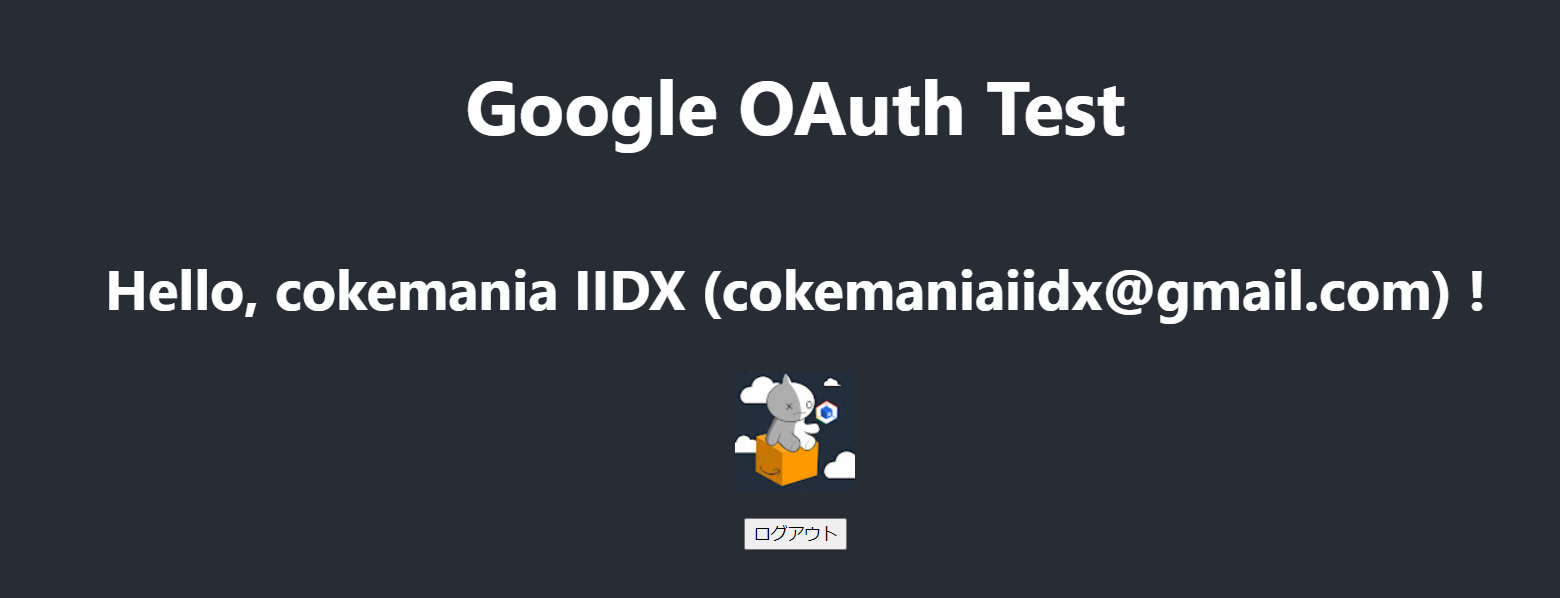 Google OAuth Test
Hello, cokemania IIDX (cokemaniaiidx@gmail.com) !
ログアウト